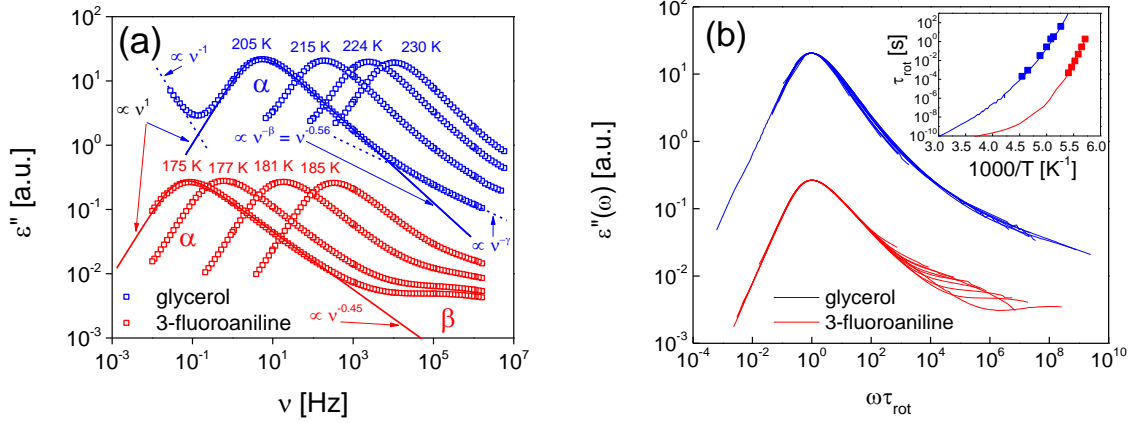 (a)
10²
10¹
10⁰
10⁻¹
10⁻²
10⁻³
ε'' [a.u.]
∝ ν⁻¹
205 K
215 K
224 K
230 K
α
∝ ν¹
∝ ν^-β = ν^-0.56
175 K
177 K
181 K
185 K
α
∝ ν^-γ
glycerol
3-fluoroaniline
∝ ν^-0.45
β
10⁻³
10⁻¹
10¹
10³
10⁵
10⁷
ν [Hz]
(b)
10²
10¹
10⁰
10⁻¹
10⁻²
10⁻³
ε''(ω) [a.u.]
10²
10⁰
10⁻²
10⁻⁴
10⁻⁶
10⁻⁸
10⁻¹⁰
τrot [s]
3.0
3.5
4.0
4.5
5.0
5.5
6.0
1000/T [K⁻¹]
glycerol
3-fluoroaniline
10⁻⁴
10⁻²
10⁰
10²
10⁴
10⁶
10⁸
10¹⁰
ωτrot